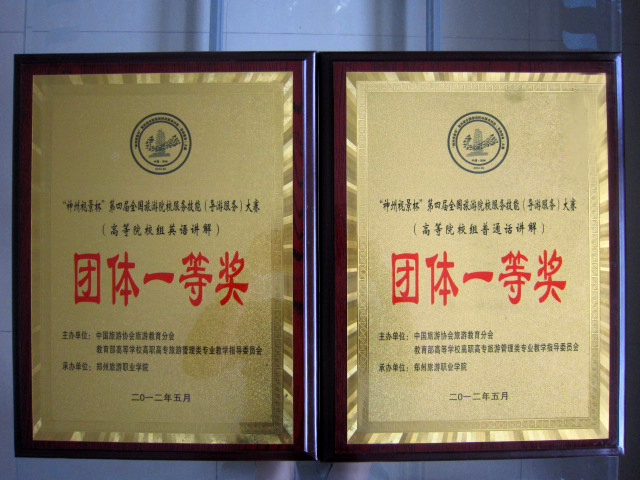 "神州视景杯"第四届全国旅游院校服务技能（导游服务）大赛
（高等院校组英语讲解）
团体一等奖
主办单位：中国旅游协会旅游教育分会
教育部高等学校高职高专旅游管理类专业教学指导委员会
承办单位：郑州旅游职业学院
二〇一二年五月
"神州视景杯"第四届全国旅游院校服务技能（导游服务）大赛
（高等院校组普通话讲解）
团体一等奖
主办单位：中国旅游协会旅游教育分会
教育部高等学校高职高专旅游管理类专业教学指导委员会
承办单位：郑州旅游职业学院
二〇一二年五月